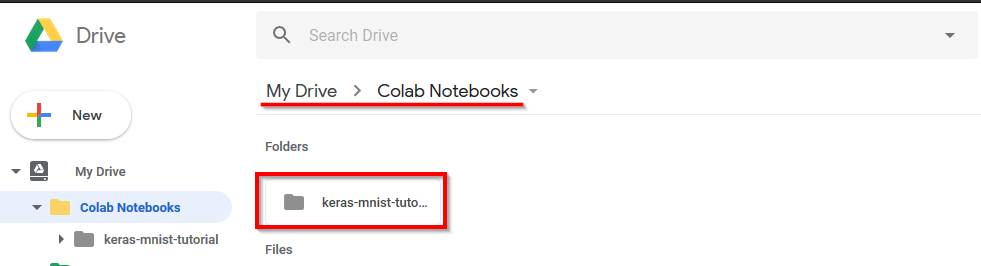 Drive
Search Drive
My Drive > Colab Notebooks
New
Folders
My Drive
Colab Notebooks
keras-mnist-tuto...
keras-mnist-tutorial
Files